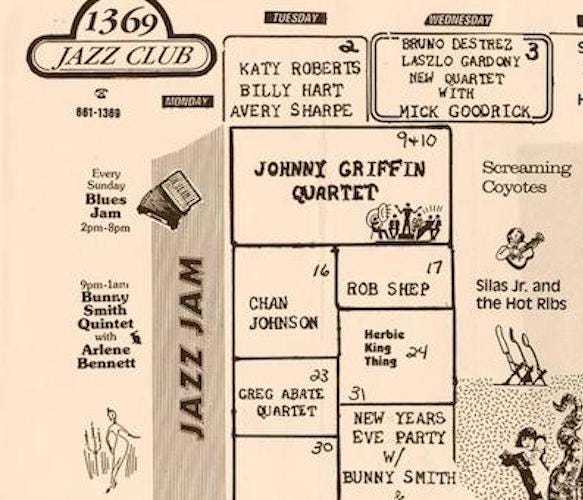 1369
JAZZ CLUB
661-1369
TUESDAY
WEDNESDAY
MONDAY
2
KATY ROBERTS
BILLY HART
AVERY SHARPE
BRUNO DESTREZ 3
LASZLO GARDONY
NEW QUARTET
WITH
MICK GOODRICK
Every
Sunday
Blues
Jam
2pm-8pm
9pm-1am
Bunny
Smith
Quintet
with
Arlene
Bennett
JAZZ JAM
9+10
JOHNNY GRIFFIN
QUARTET
Screaming
Coyotes
16
CHAN
JOHNSON
17
ROB SHEP
Silas Jr. and
the Hot Ribs
Herbie
King
Thing 24
23
GREG ABATE
QUARTET
30
31
NEW YEARS
EVE PARTY
W/
BUNNY SMITH
&